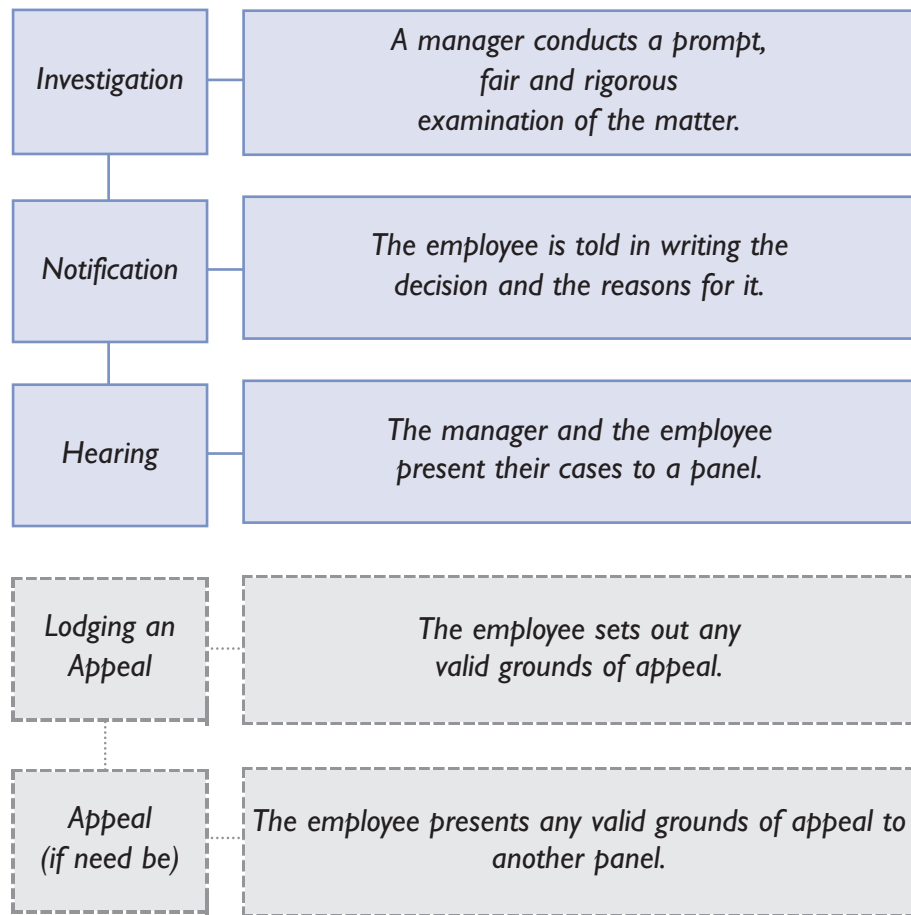 Investigation
A manager conducts a prompt,
fair and rigorous
examination of the matter.
Notification
The employee is told in writing the
decision and the reasons for it.
Hearing
The manager and the employee
present their cases to a panel.
Lodging an
Appeal
The employee sets out any
valid grounds of appeal.
Appeal
(if need be)
The employee presents any valid grounds of appeal to
another panel.